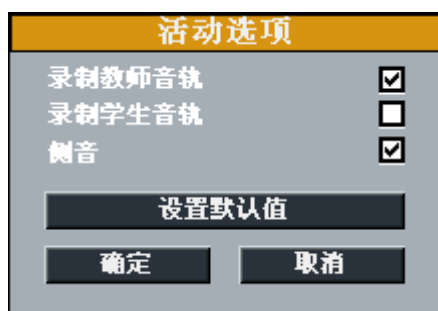 活动选项
录制教师音轨
录制学生音轨
侧音
设置默认值
确定
取消